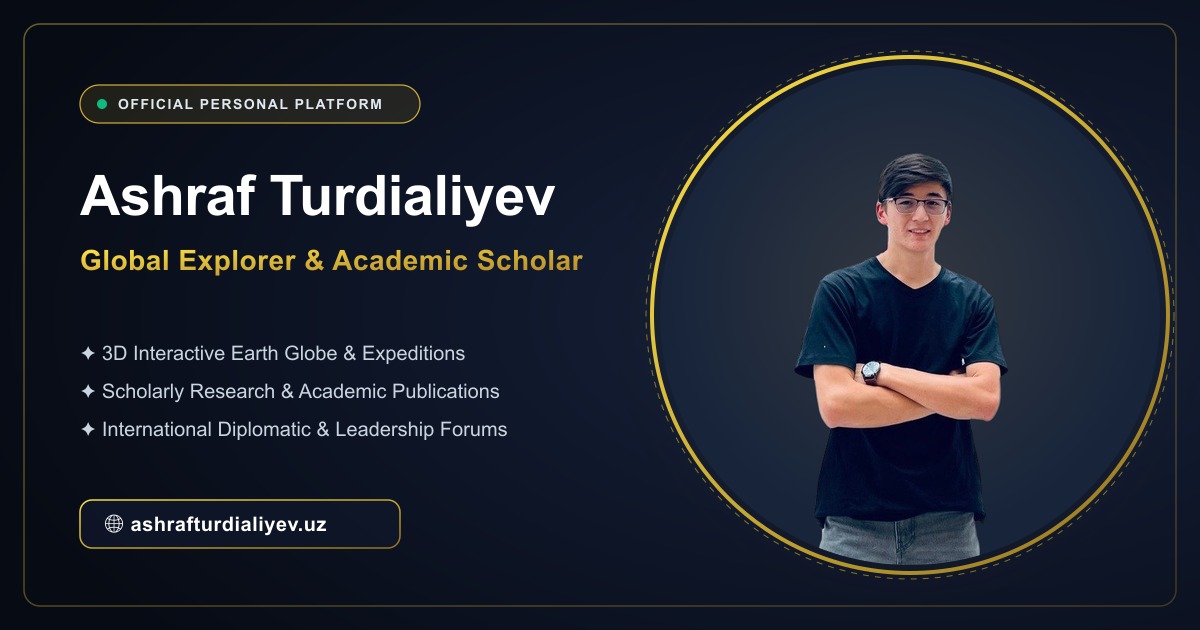 OFFICIAL PERSONAL PLATFORM
Ashraf Turdialiyev
Global Explorer & Academic Scholar
✦ 3D Interactive Earth Globe & Expeditions
✦ Scholarly Research & Academic Publications
✦ International Diplomatic & Leadership Forums
ashrafturdialiyev.uz